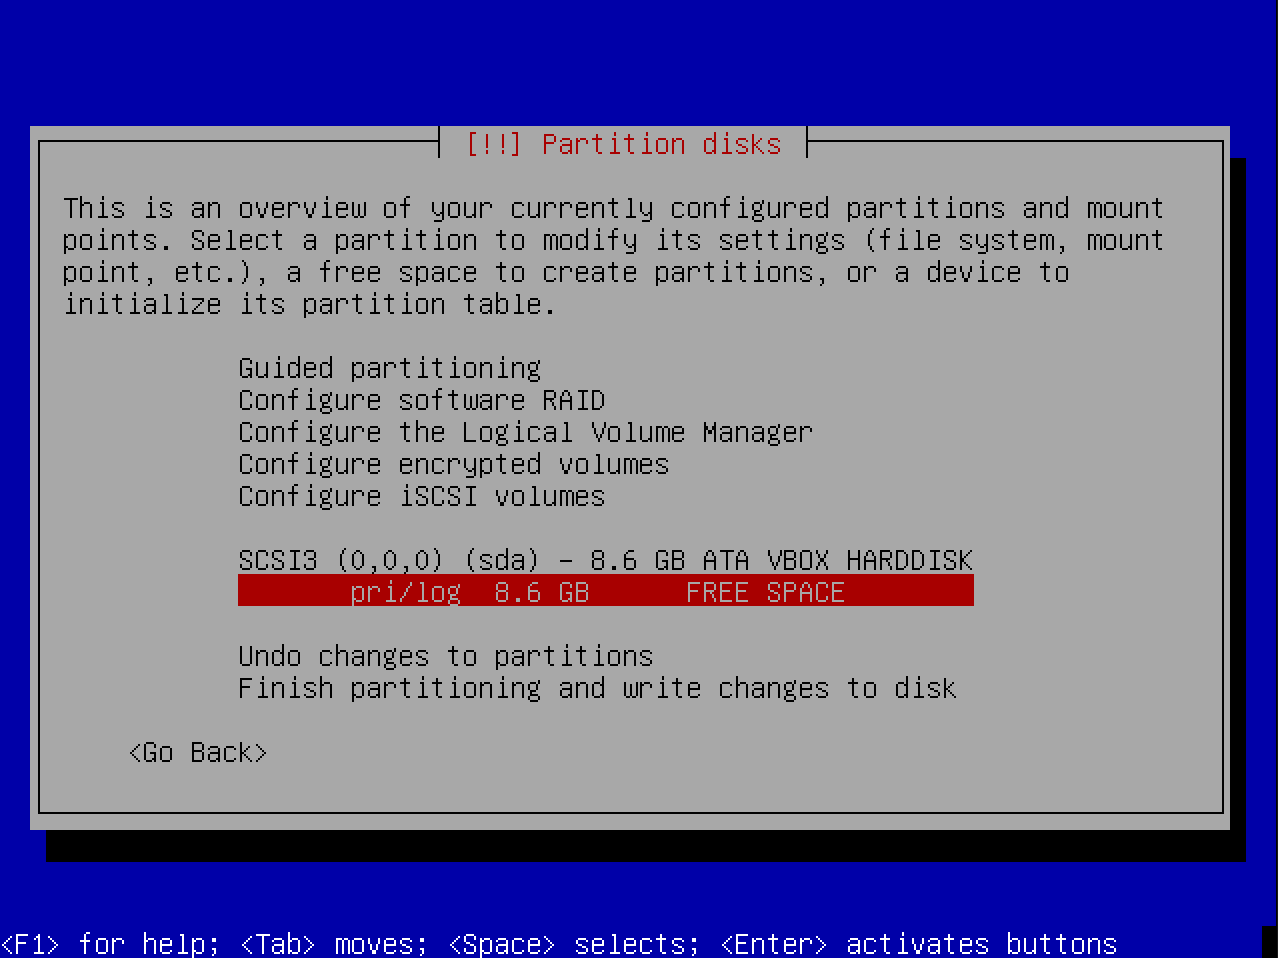 [!!] Partition disks
This is an overview of your currently configured partitions and mount
points. Select a partition to modify its settings (file system, mount
point, etc.), a free space to create partitions, or a device to
initialize its partition table.
Guided partitioning
Configure software RAID
Configure the Logical Volume Manager
Configure encrypted volumes
Configure iSCSI volumes
SCSI3 (0,0,0) (sda) – 8.6 GB ATA VBOX HARDDISK
pri/log 8.6 GB FREE SPACE
Undo changes to partitions
Finish partitioning and write changes to disk
<Go Back>
<F1> for help; <Tab> moves; <Space> selects; <Enter> activates buttons